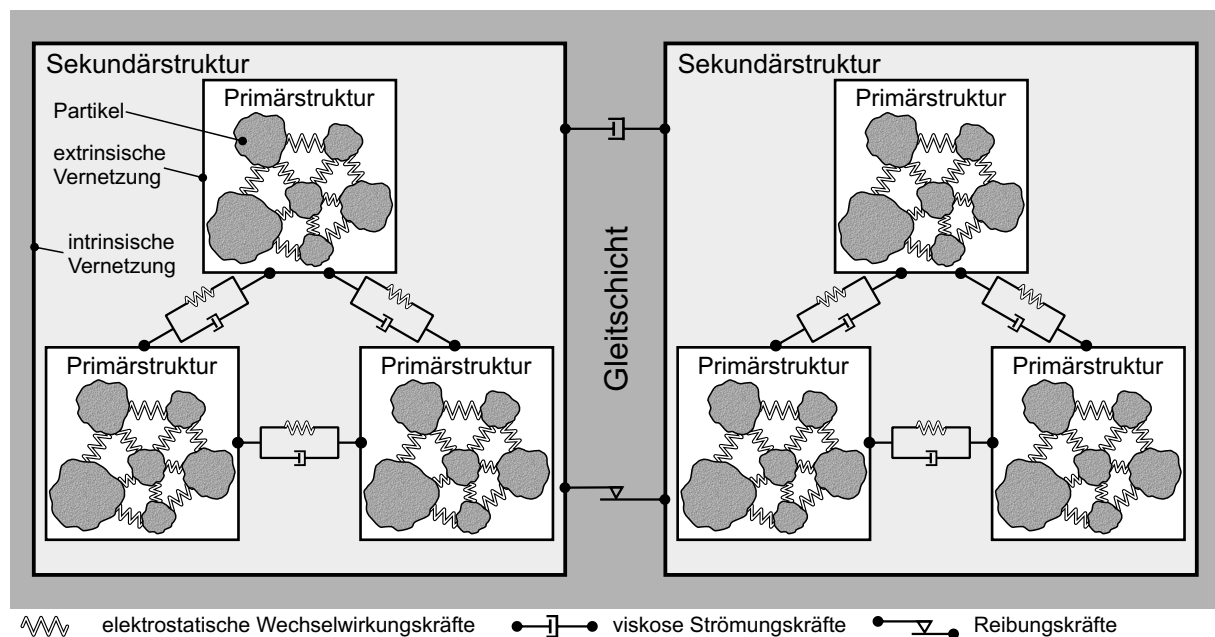 Sekundärstruktur
Primärstruktur
Partikel
extrinsische
Vernetzung
intrinsische
Vernetzung
Primärstruktur
Primärstruktur
Gleitschicht
Sekundärstruktur
Primärstruktur
Primärstruktur
Primärstruktur
elektrostatische Wechselwirkungskräfte
viskose Strömungskräfte
Reibungskräfte